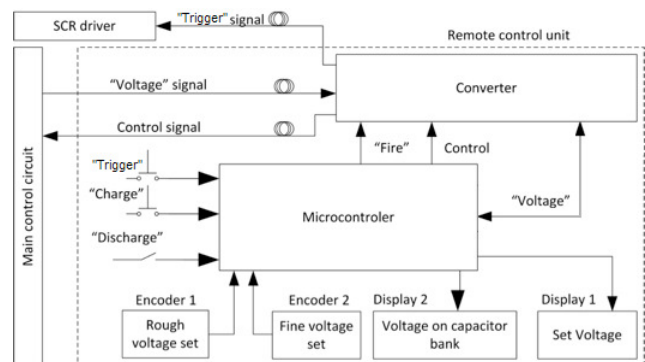 SCR driver
"Trigger" signal
Remote control unit
Main control circuit
"Voltage" signal
Converter
Control signal
"Fire"
Control
"Trigger"
"Charge"
Microcontroler
"Voltage"
"Discharge"
Encoder 1
Encoder 2
Display 2
Display 1
Rough
voltage set
Fine voltage
set
Voltage on capacitor
bank
Set Voltage